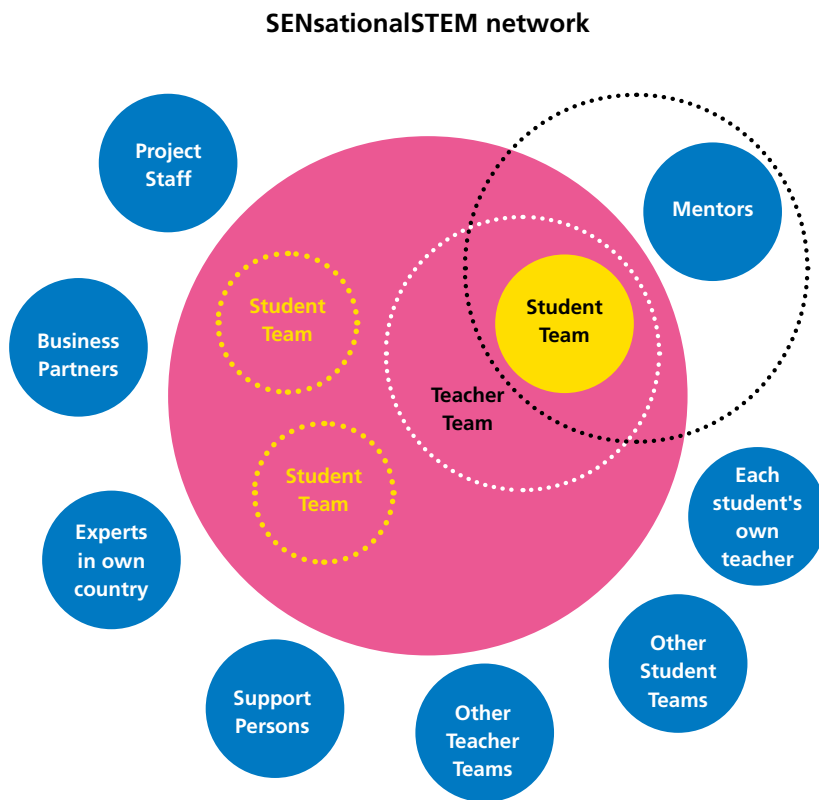 SENsationalSTEM network
Project
Staff
Mentors
Student
Team
Student
Team
Business
Partners
Teacher
Team
Student
Team
Each
student's
own
teacher
Experts
in own
country
Other
Student
Teams
Support
Persons
Other
Teacher
Teams